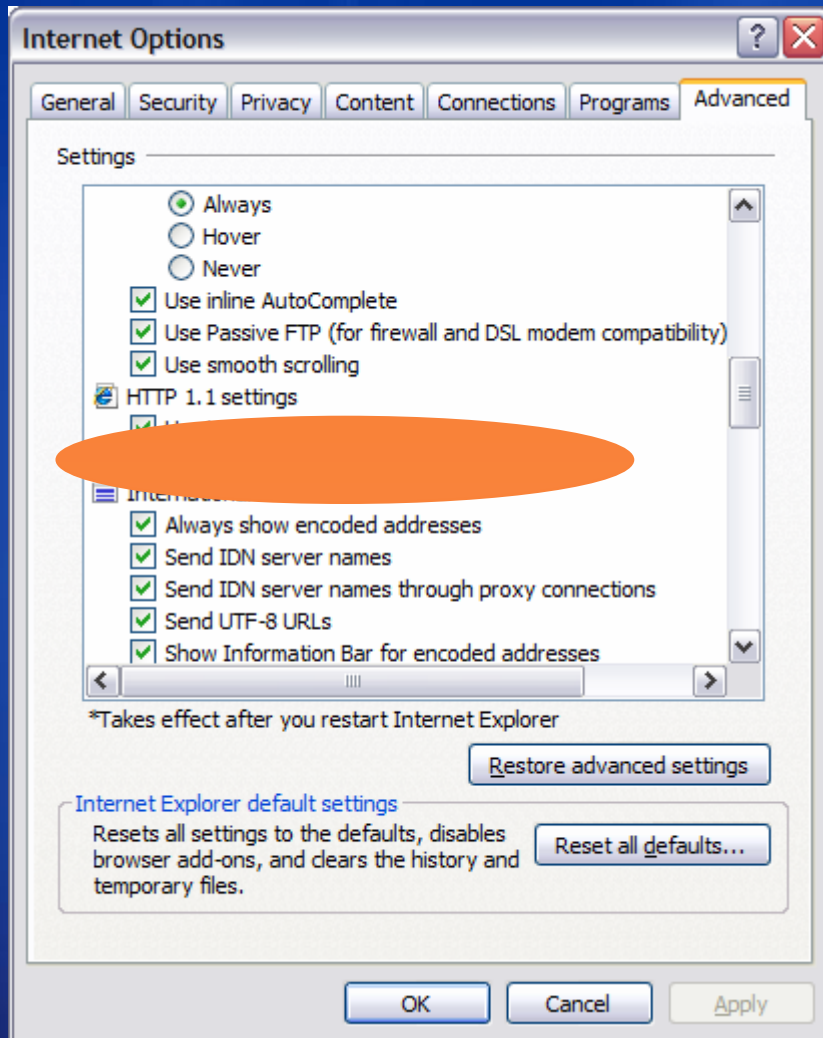 Internet Options
General Security Privacy Content Connections Programs Advanced
Settings
Always
Hover
Never
Use inline AutoComplete
Use Passive FTP (for firewall and DSL modem compatibility)
Use smooth scrolling
HTTP 1.1 settings
Always show encoded addresses
Send IDN server names
Send IDN server names through proxy connections
Send UTF-8 URLs
Show Information Bar for encoded addresses
*Takes effect after you restart Internet Explorer
Restore advanced settings
Internet Explorer default settings
Resets all settings to the defaults, disables
browser add-ons, and clears the history and
temporary files.
Reset all defaults...
OK Cancel Apply